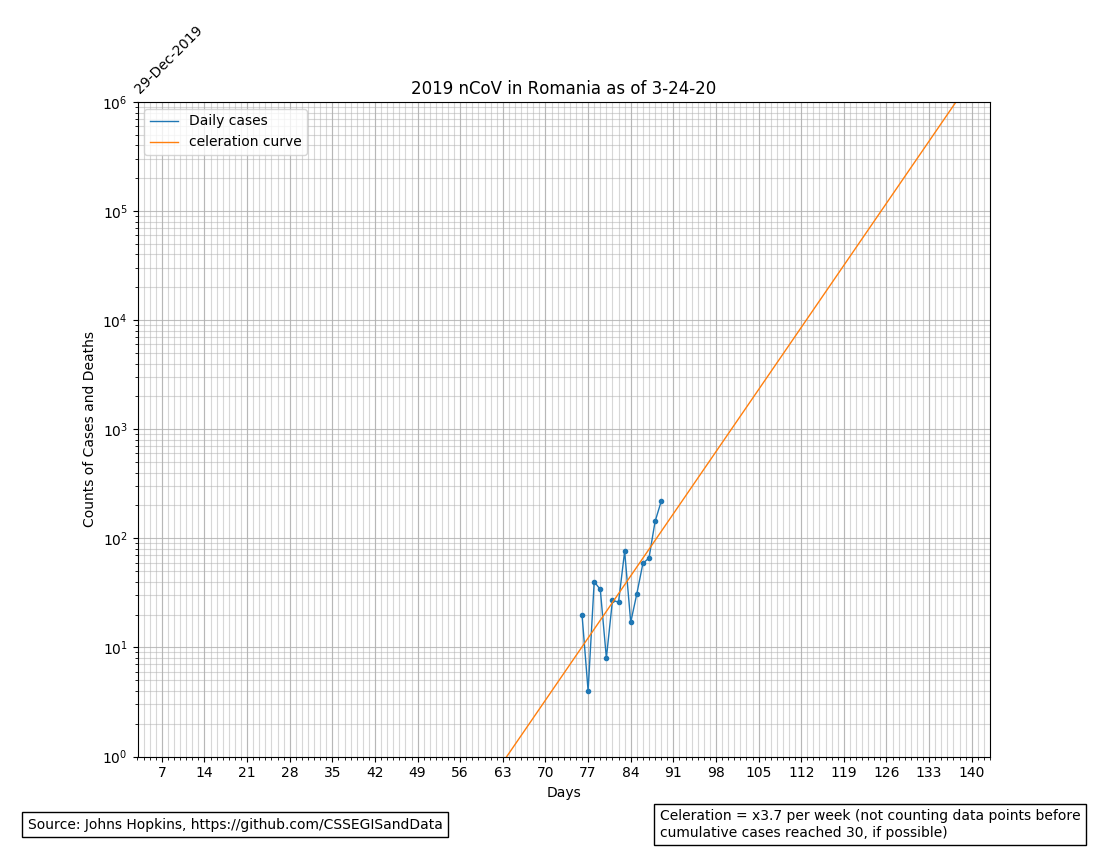 29-Dec-2019
2019 nCoV in Romania as of 3-24-20
Daily cases
celeration curve
Counts of Cases and Deaths
10^6
10^5
10^4
10^3
10^2
10^1
10^0
7 14 21 28 35 42 49 56 63 70 77 84 91 98 105 112 119 126 133 140
Days
Source: Johns Hopkins, https://github.com/CSSEGISandData
Celeration = x3.7 per week (not counting data points before
cumulative cases reached 30, if possible)